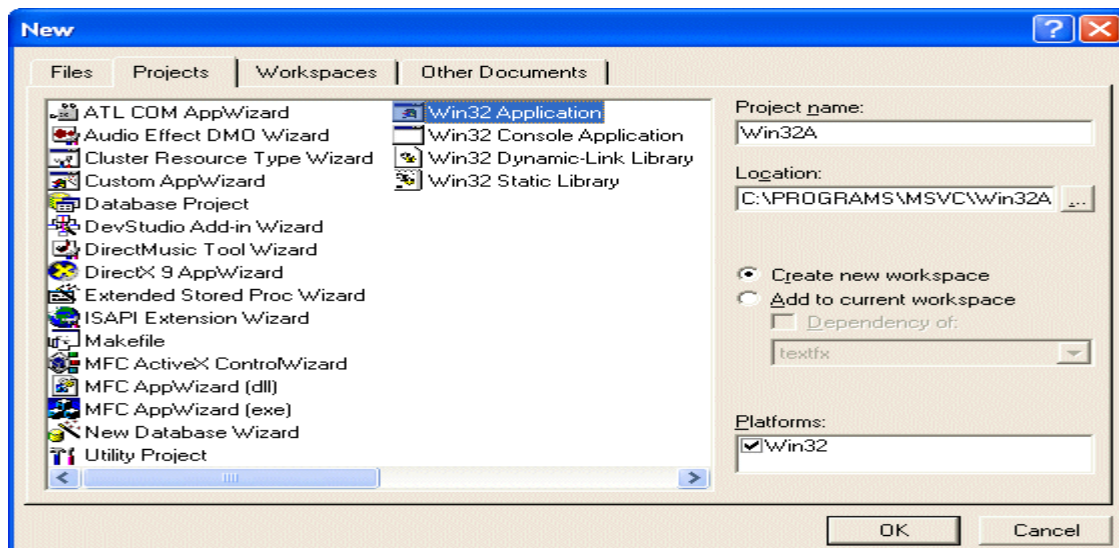 New
Files
Projects
Workspaces
Other Documents
ATL COM AppWizard
Audio Effect DMO Wizard
Cluster Resource Type Wizard
Custom AppWizard
Database Project
DevStudio Add-in Wizard
DirectMusic Tool Wizard
DirectX 9 AppWizard
Extended Stored Proc Wizard
ISAPI Extension Wizard
Makefile
MFC ActiveX ControlWizard
MFC AppWizard (dll)
MFC AppWizard (exe)
New Database Wizard
Utility Project
Win32 Application
Win32 Console Application
Win32 Dynamic-Link Library
Win32 Static Library
Project name:
Win32A
Location:
C:\PROGRAMS\MSVC\Win32A
...
Create new workspace
Add to current workspace
Dependency of:
textfx
Platforms:
Win32
OK
Cancel